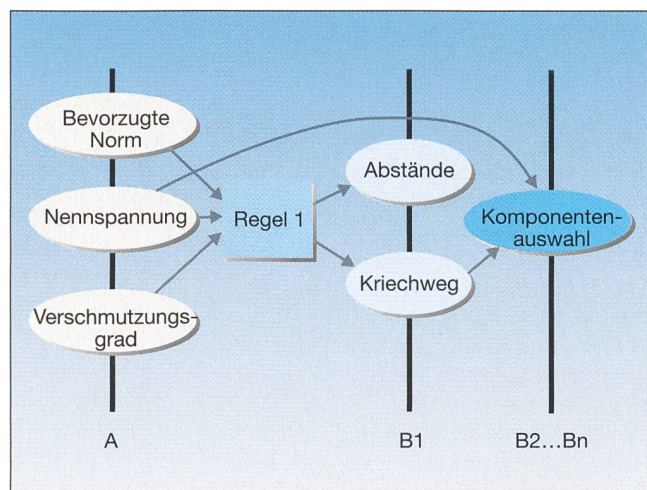 Bevorzugte
Norm
Nennspannung
Verschmutzungs-
grad
Regel 1
Abstände
Kriechweg
Komponenten-
auswahl
A
B1
B2...Bn